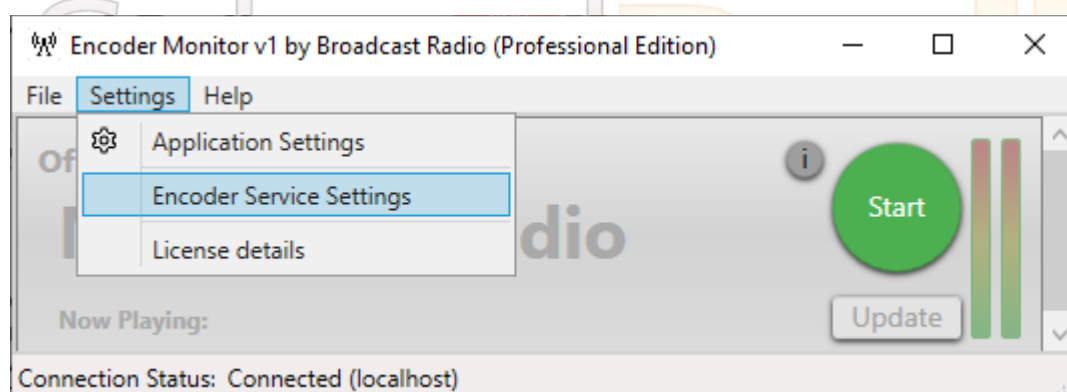 Encoder Monitor v1 by Broadcast Radio (Professional Edition)
File Settings Help
Application Settings
Of
i
Encoder Service Settings
Start
dio
License details
Now Playing:
Update
Connection Status: Connected (localhost)